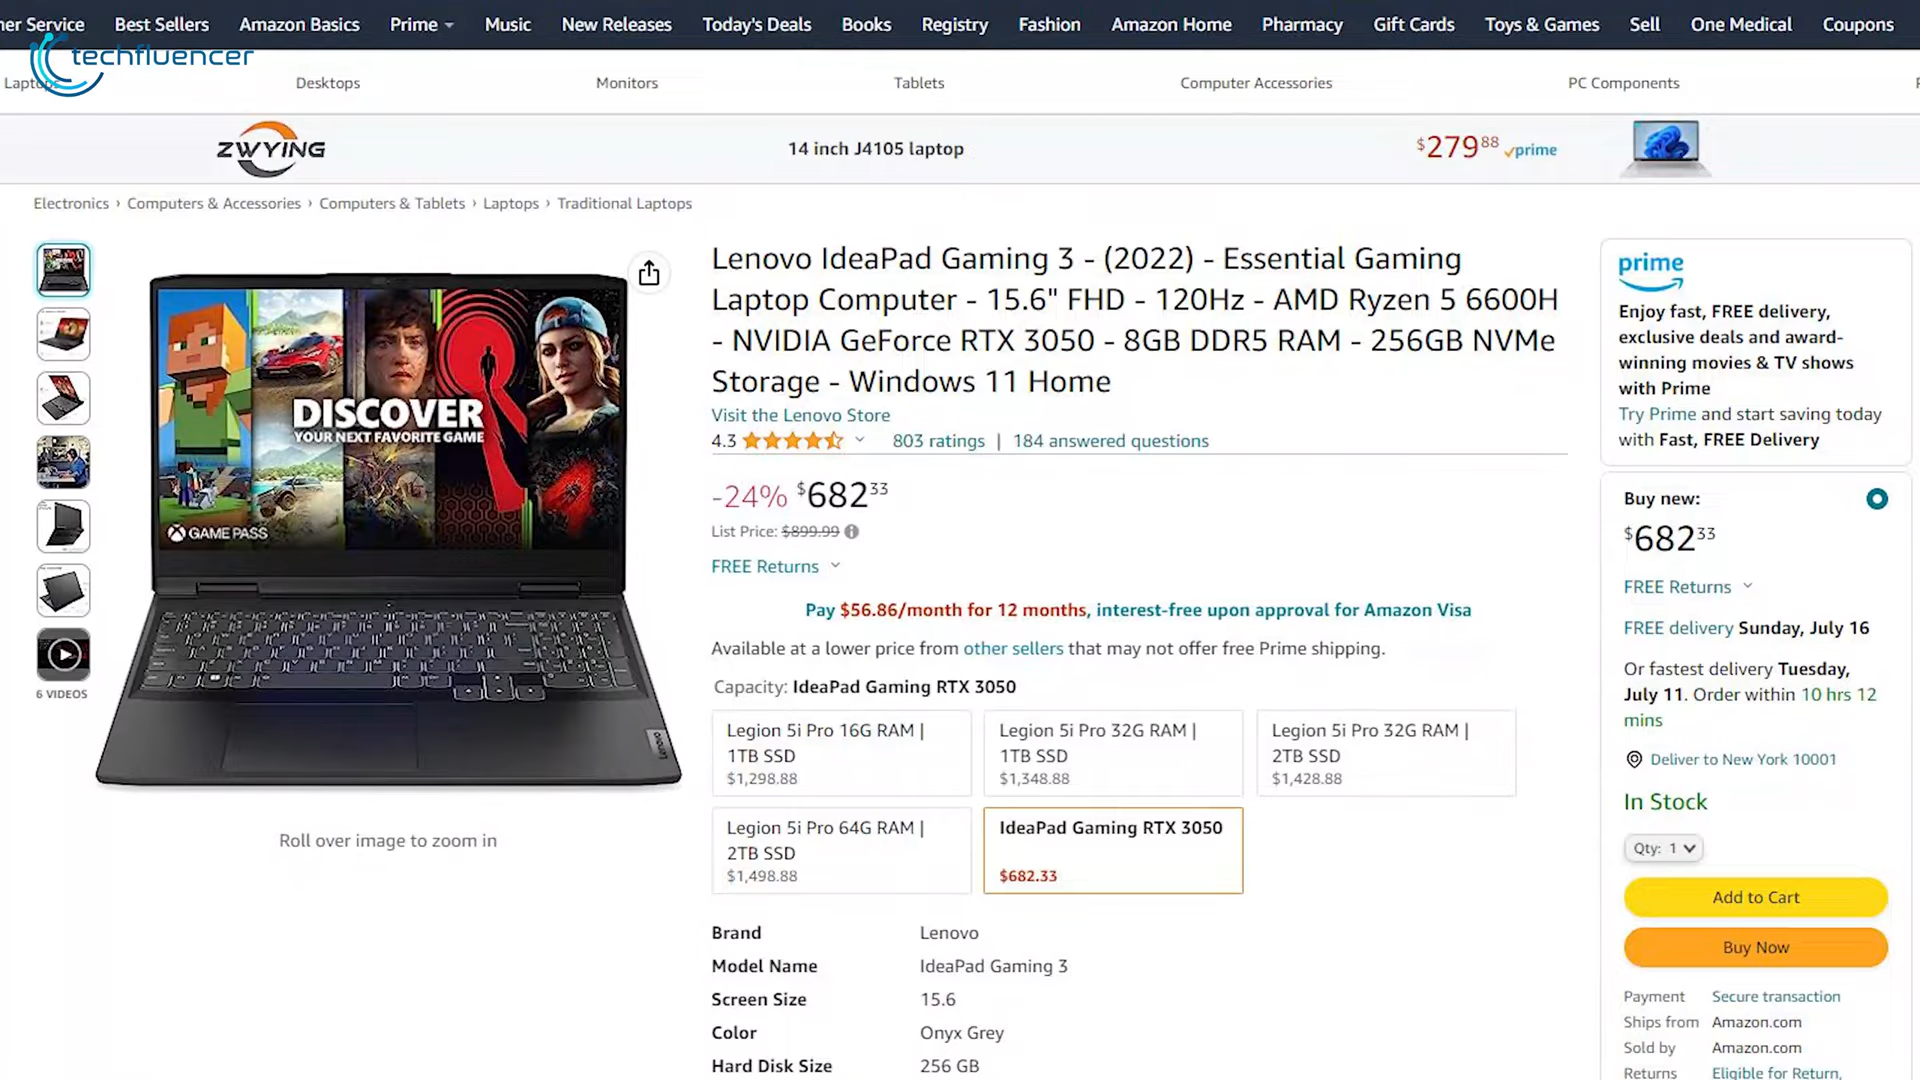 ner Service Best Sellers Amazon Basics Prime Music New Releases Today's Deals Books Registry Fashion Amazon Home Pharmacy Gift Cards Toys & Games Sell One Medical Coupons
techfluencer
Laptops Desktops Monitors Tablets Computer Accessories PC Components
ZWYING 14 inch J4105 laptop $279 88 prime
Electronics › Computers & Accessories › Computers & Tablets › Laptops › Traditional Laptops
Lenovo IdeaPad Gaming 3 - (2022) - Essential Gaming
Laptop Computer - 15.6" FHD - 120Hz - AMD Ryzen 5 6600H
- NVIDIA GeForce RTX 3050 - 8GB DDR5 RAM - 256GB NVMe
Storage - Windows 11 Home
Visit the Lenovo Store
4.3 803 ratings | 184 answered questions
-24% $682 33
List Price: $899.99
FREE Returns
Pay $56.86/month for 12 months, interest-free upon approval for Amazon Visa
Available at a lower price from other sellers that may not offer free Prime shipping.
Capacity: IdeaPad Gaming RTX 3050
Legion 5i Pro 16G RAM |
1TB SSD
$1,298.88
Legion 5i Pro 32G RAM |
1TB SSD
$1,348.88
Legion 5i Pro 32G RAM |
2TB SSD
$1,428.88
Legion 5i Pro 64G RAM |
2TB SSD
$1,498.88
IdeaPad Gaming RTX 3050
$682.33
Brand Lenovo
Model Name IdeaPad Gaming 3
Screen Size 15.6
Color Onyx Grey
Hard Disk Size 256 GB
DISCOVER
YOUR NEXT FAVORITE GAME
GAME PASS
Lenovo
6 VIDEOS
Roll over image to zoom in
prime
Enjoy fast, FREE delivery,
exclusive deals and award-
winning movies & TV shows
with Prime
Try Prime and start saving today
with Fast, FREE Delivery
Buy new:
$682 33
FREE Returns
FREE delivery Sunday, July 16
Or fastest delivery Tuesday,
July 11. Order within 10 hrs 12
mins
Deliver to New York 10001
In Stock
Qty: 1
Add to Cart
Buy Now
Payment Secure transaction
Ships from Amazon.com
Sold by Amazon.com
Returns Eligible for Return,